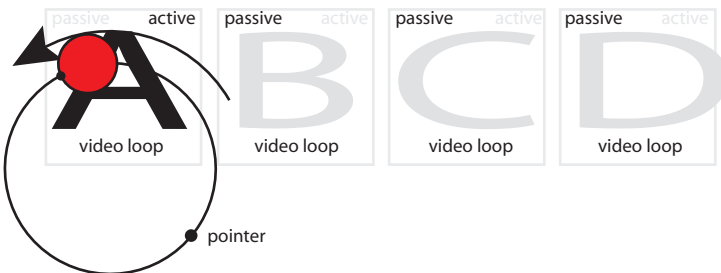 passive active passive active passive active passive active
A B C D
video loop video loop video loop video loop
pointer